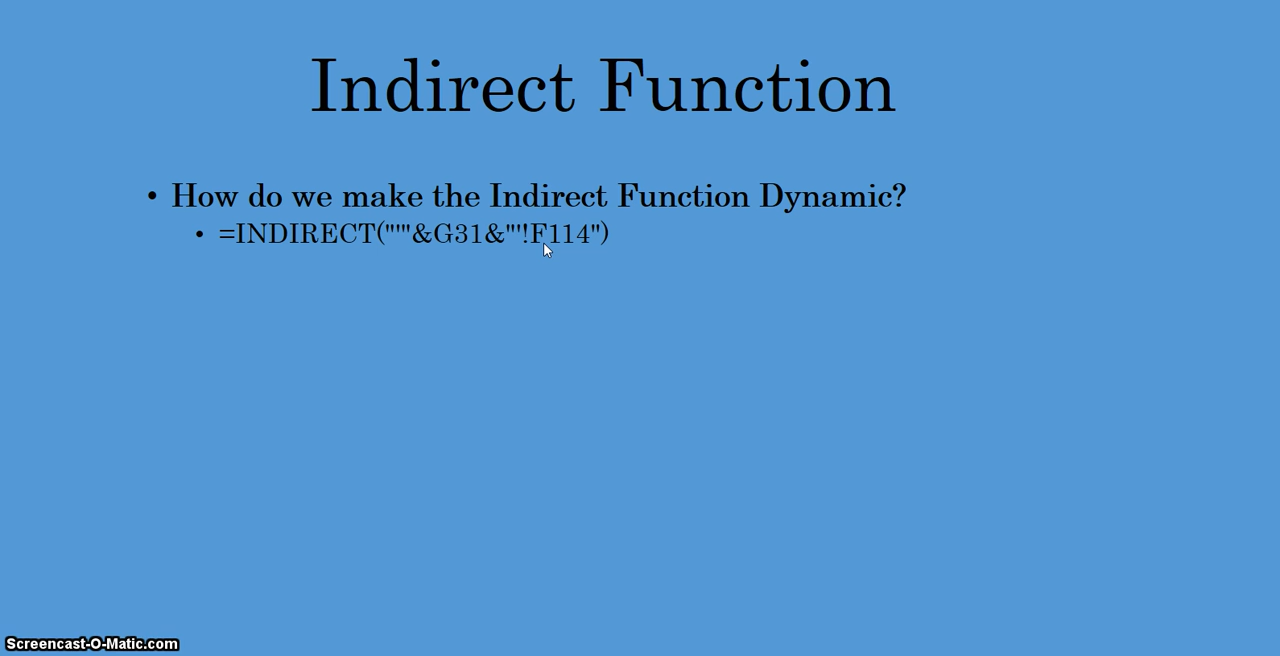 Indirect Function
• How do we make the Indirect Function Dynamic?
• =INDIRECT("'"&G31&"'!F114")
Screencast-O-Matic.com